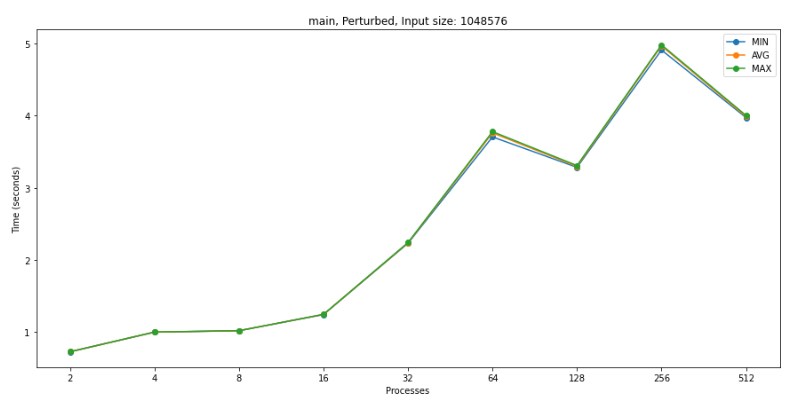 main, Perturbed, Input size: 1048576
MIN
AVG
MAX
5
4
3
2
1
Time (seconds)
2 4 8 16 32 64 128 256 512
Processes